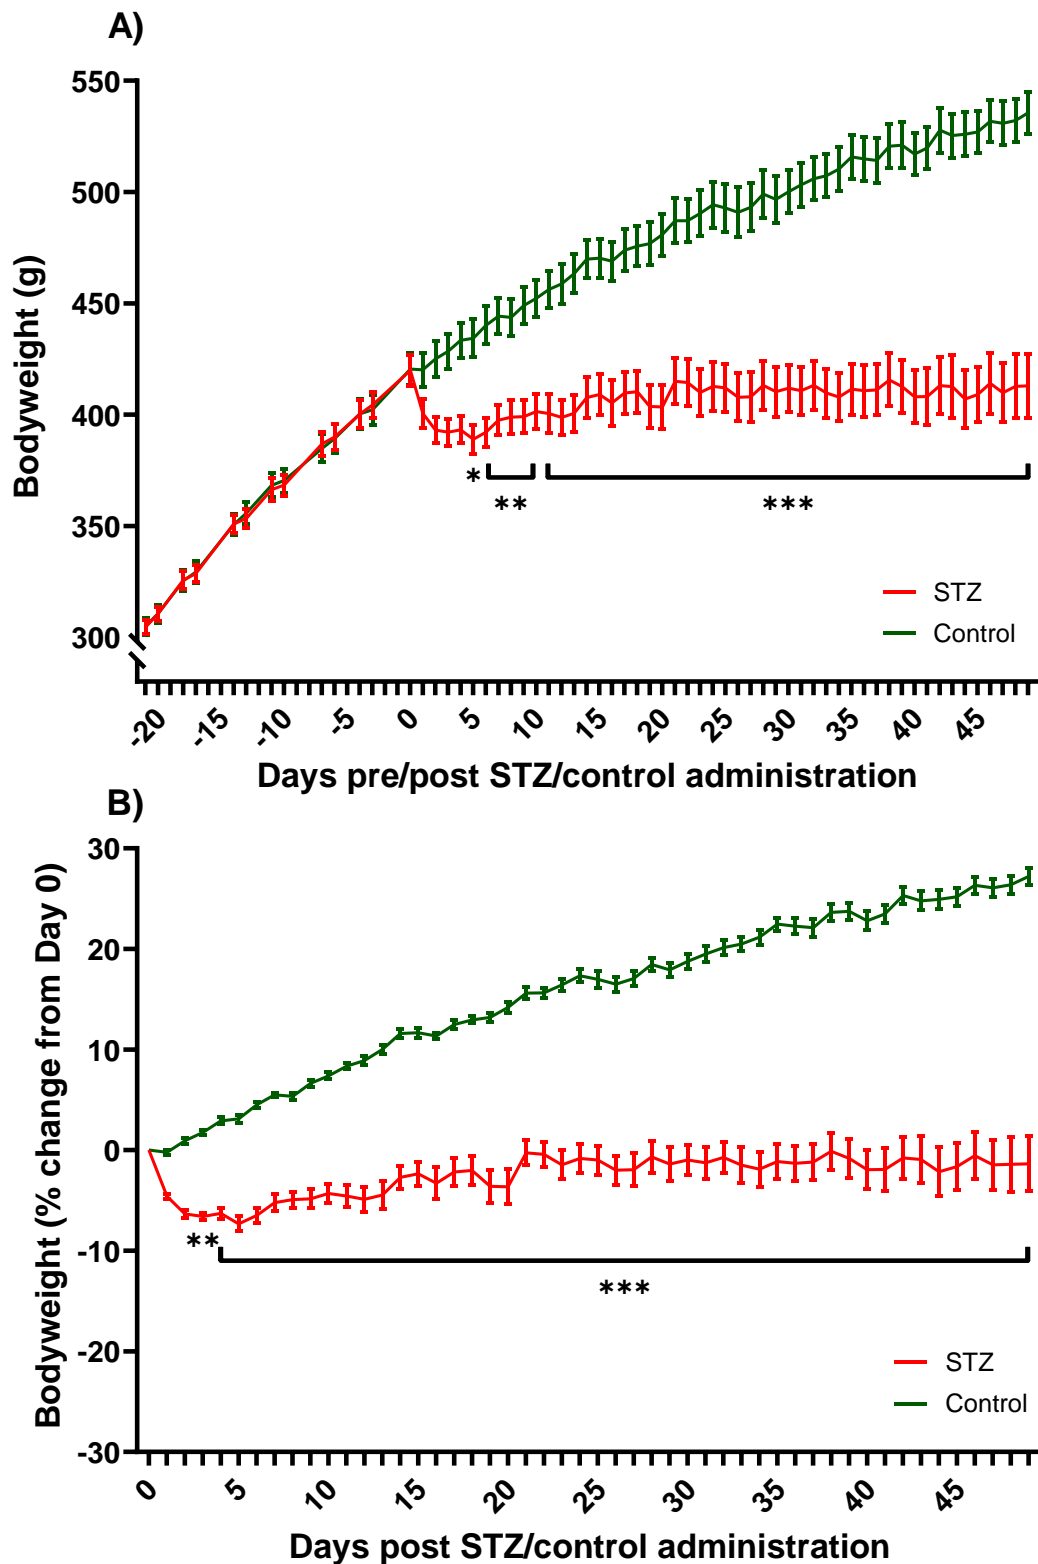 A)
550
500
450
400
350
300
Bodyweight (g)
*
**
***
STZ
Control
-20 -15 -10 -5 0 5 10 15 20 25 30 35 40 45
Days pre/post STZ/control administration
B)
30
20
10
0
-10
-20
-30
Bodyweight (% change from Day 0)
**
***
STZ
Control
0 5 10 15 20 25 30 35 40 45
Days post STZ/control administration